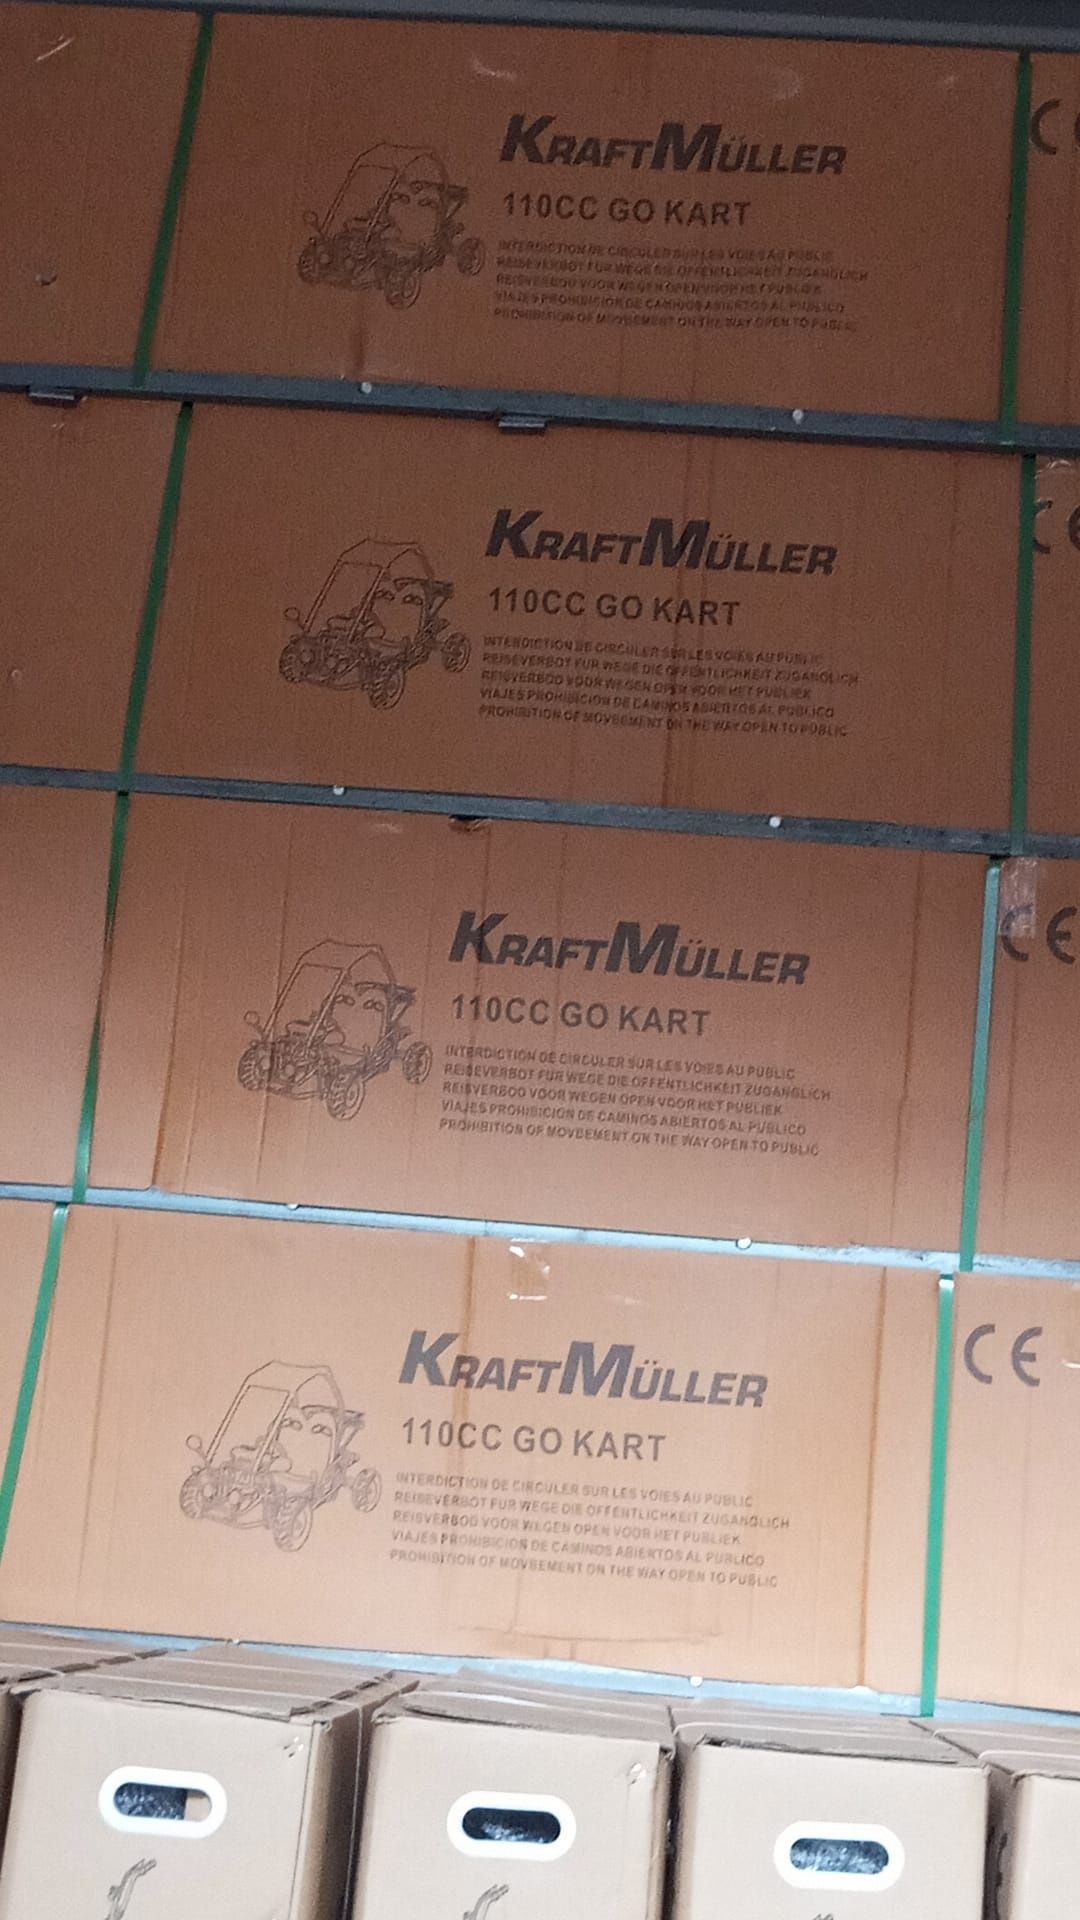 KRAFTMÜLLER
110CC GO KART
INTERDICTION DE CIRCULER SUR LES VOIES AU PUBLIC
REISEVERBOT FUR WEGE DIE OFFENTLICHKEIT ZUGANGLICH
REISVERBOD VOOR WEGEN OPEN VOOR HET PUBLIEK
VIAJES PROHIBICION DE CAMINOS ABIERTOS AL PUBLICO
PROHIBITION OF MOVBEMENT ON THE WAY OPEN TO PUBLIC
C
KRAFTMÜLLER
110CC GO KART
INTERDICTION DE CIRCULER SUR LES VOIES AU PUBLIC
REISEVERBOT FUR WEGE DIE OFFENTLICHKEIT ZUGANGLICH
REISVERBOD VOOR WEGEN OPEN VOOR HET PUBLIEK
VIAJES PROHIBICION DE CAMINOS ABIERTOS AL PUBLICO
PROHIBITION OF MOVBEMENT ON THE WAY OPEN TO PUBLIC
CE
KRAFTMÜLLER
110CC GO KART
INTERDICTION DE CIRCULER SUR LES VOIES AU PUBLIC
REISEVERBOT FUR WEGE DIE OFFENTLICHKEIT ZUGANGLICH
REISVERBOD VOOR WEGEN OPEN VOOR HET PUBLIEK
VIAJES PROHIBICION DE CAMINOS ABIERTOS AL PUBLICO
PROHIBITION OF MOVBEMENT ON THE WAY OPEN TO PUBLIC
CE
KRAFTMÜLLER
110CC GO KART
INTERDICTION DE CIRCULER SUR LES VOIES AU PUBLIC
REISEVERBOT FUR WEGE DIE OFFENTLICHKEIT ZUGANGLICH
REISVERBOD VOOR WEGEN OPEN VOOR HET PUBLIEK
VIAJES PROHIBICION DE CAMINOS ABIERTOS AL PUBLICO
PROHIBITION OF MOVBEMENT ON THE WAY OPEN TO PUBLIC
CE